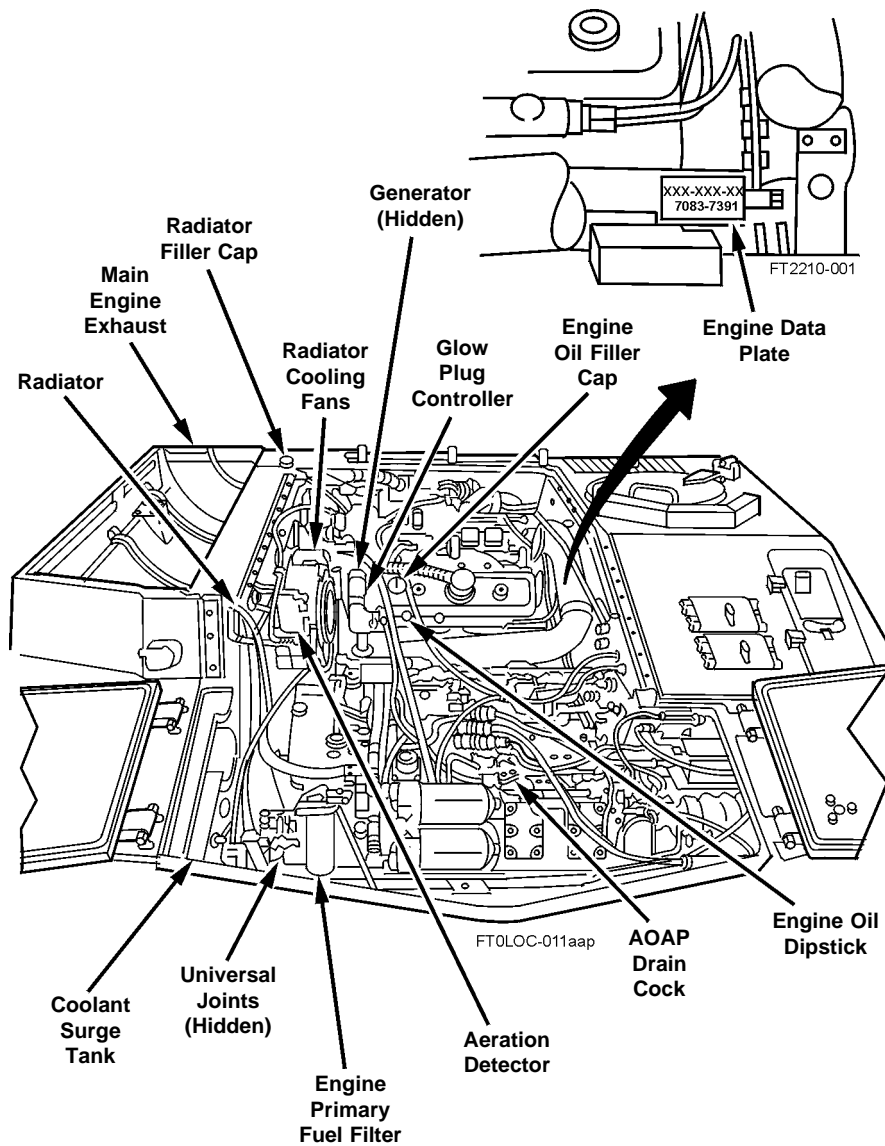 XXX-XXX-XX
7083-7391
FT2210-001
Generator
(Hidden)
Radiator
Filler Cap
Main
Engine
Exhaust
Radiator
Radiator
Cooling
Fans
Glow
Plug
Controller
Engine
Oil Filler
Cap
Engine Data
Plate
FT0LOC-011aap
Engine Oil
Dipstick
AOAP
Drain
Cock
Aeration
Detector
Universal
Joints
(Hidden)
Coolant
Surge
Tank
Engine
Primary
Fuel Filter